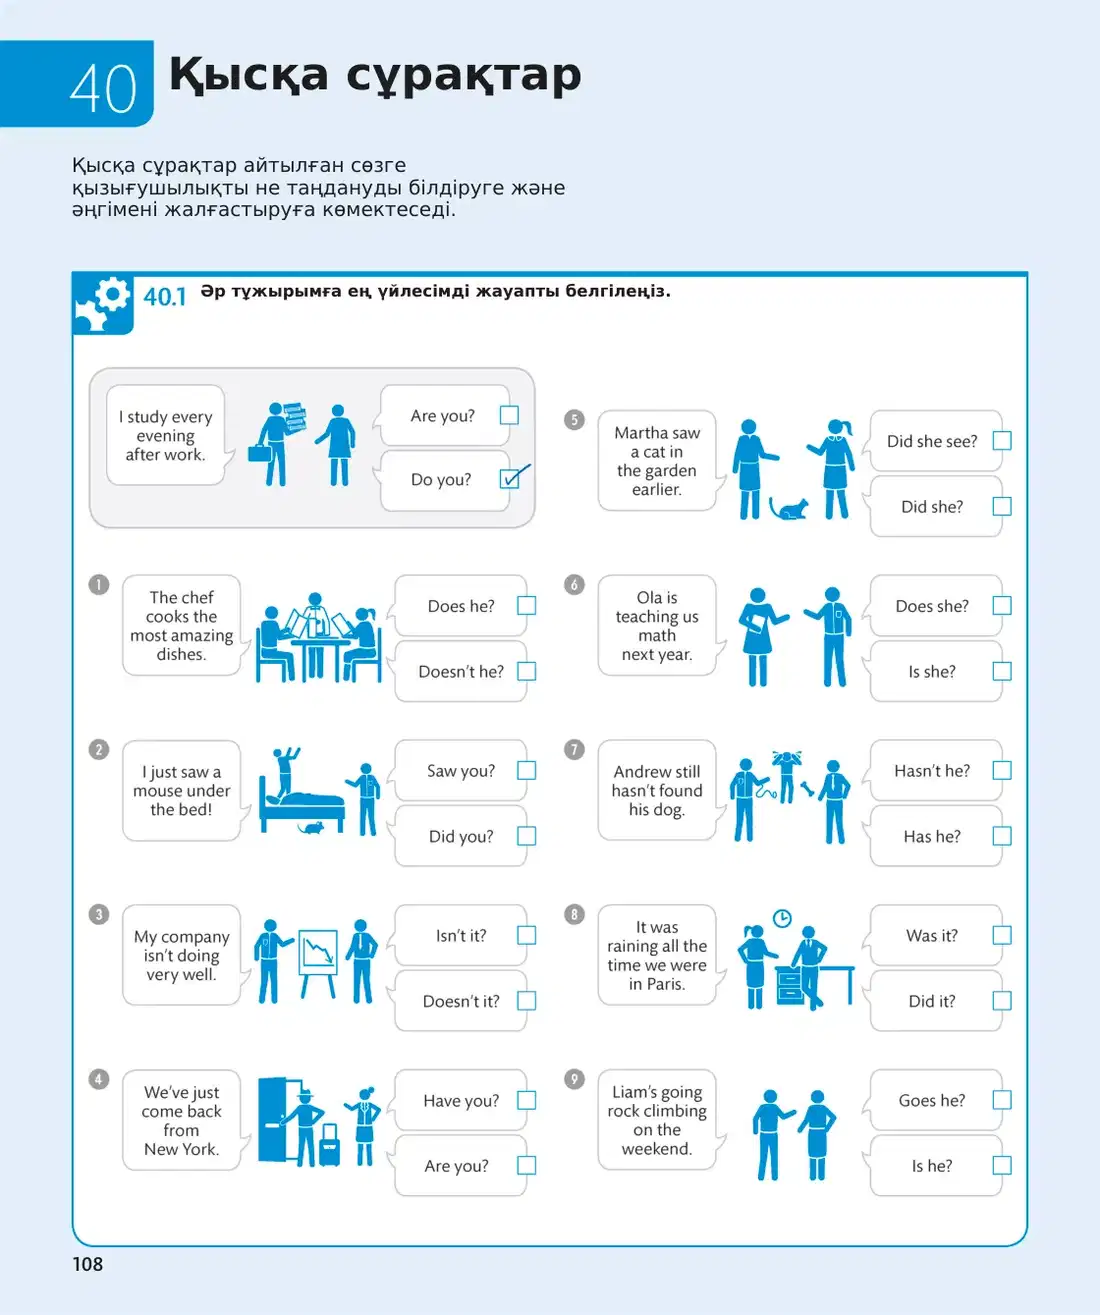 40
Қысқа сұрақтар
Қысқа сұрақтар айтылған сөзге
қызығушылықты не таңдануды білдіруге және
әңгімені жалғастыруға көмектеседі.
40.1 Әр тұжырымға ең үйлесімді жауапты белгілеңіз.
I study every
evening
after work.
Are you?
Do you?
1
The chef
cooks the
most amazing
dishes.
Does he?
Doesn't he?
2
I just saw a
mouse under
the bed!
Saw you?
Did you?
3
My company
isn't doing
very well.
Isn't it?
Doesn't it?
4
We've just
come back
from
New York.
Have you?
Are you?
5
Martha saw
a cat in
the garden
earlier.
Did she see?
Did she?
6
Ola is
teaching us
math
next year.
Does she?
Is she?
7
Andrew still
hasn't found
his dog.
Hasn't he?
Has he?
8
It was
raining all the
time we were
in Paris.
Was it?
Did it?
9
Liam's going
rock climbing
on the
weekend.
Goes he?
Is he?
108